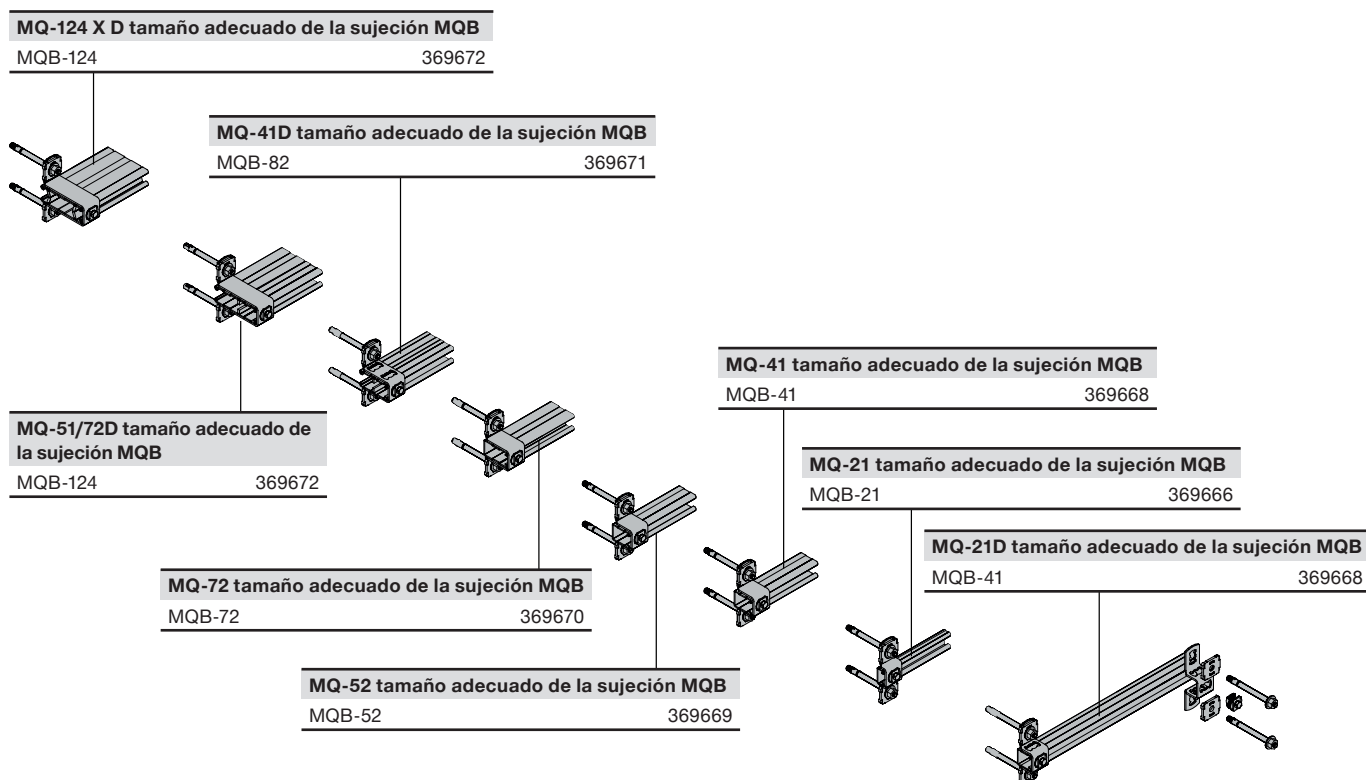 MQ-124 X D tamaño adecuado de la sujeción MQB
MQB-124 369672
MQ-41D tamaño adecuado de la sujeción MQB
MQB-82 369671
MQ-51/72D tamaño adecuado de
la sujeción MQB
MQB-124 369672
MQ-72 tamaño adecuado de la sujeción MQB
MQB-72 369670
MQ-52 tamaño adecuado de la sujeción MQB
MQB-52 369669
MQ-41 tamaño adecuado de la sujeción MQB
MQB-41 369668
MQ-21 tamaño adecuado de la sujeción MQB
MQB-21 369666
MQ-21D tamaño adecuado de la sujeción MQB
MQB-41 369668